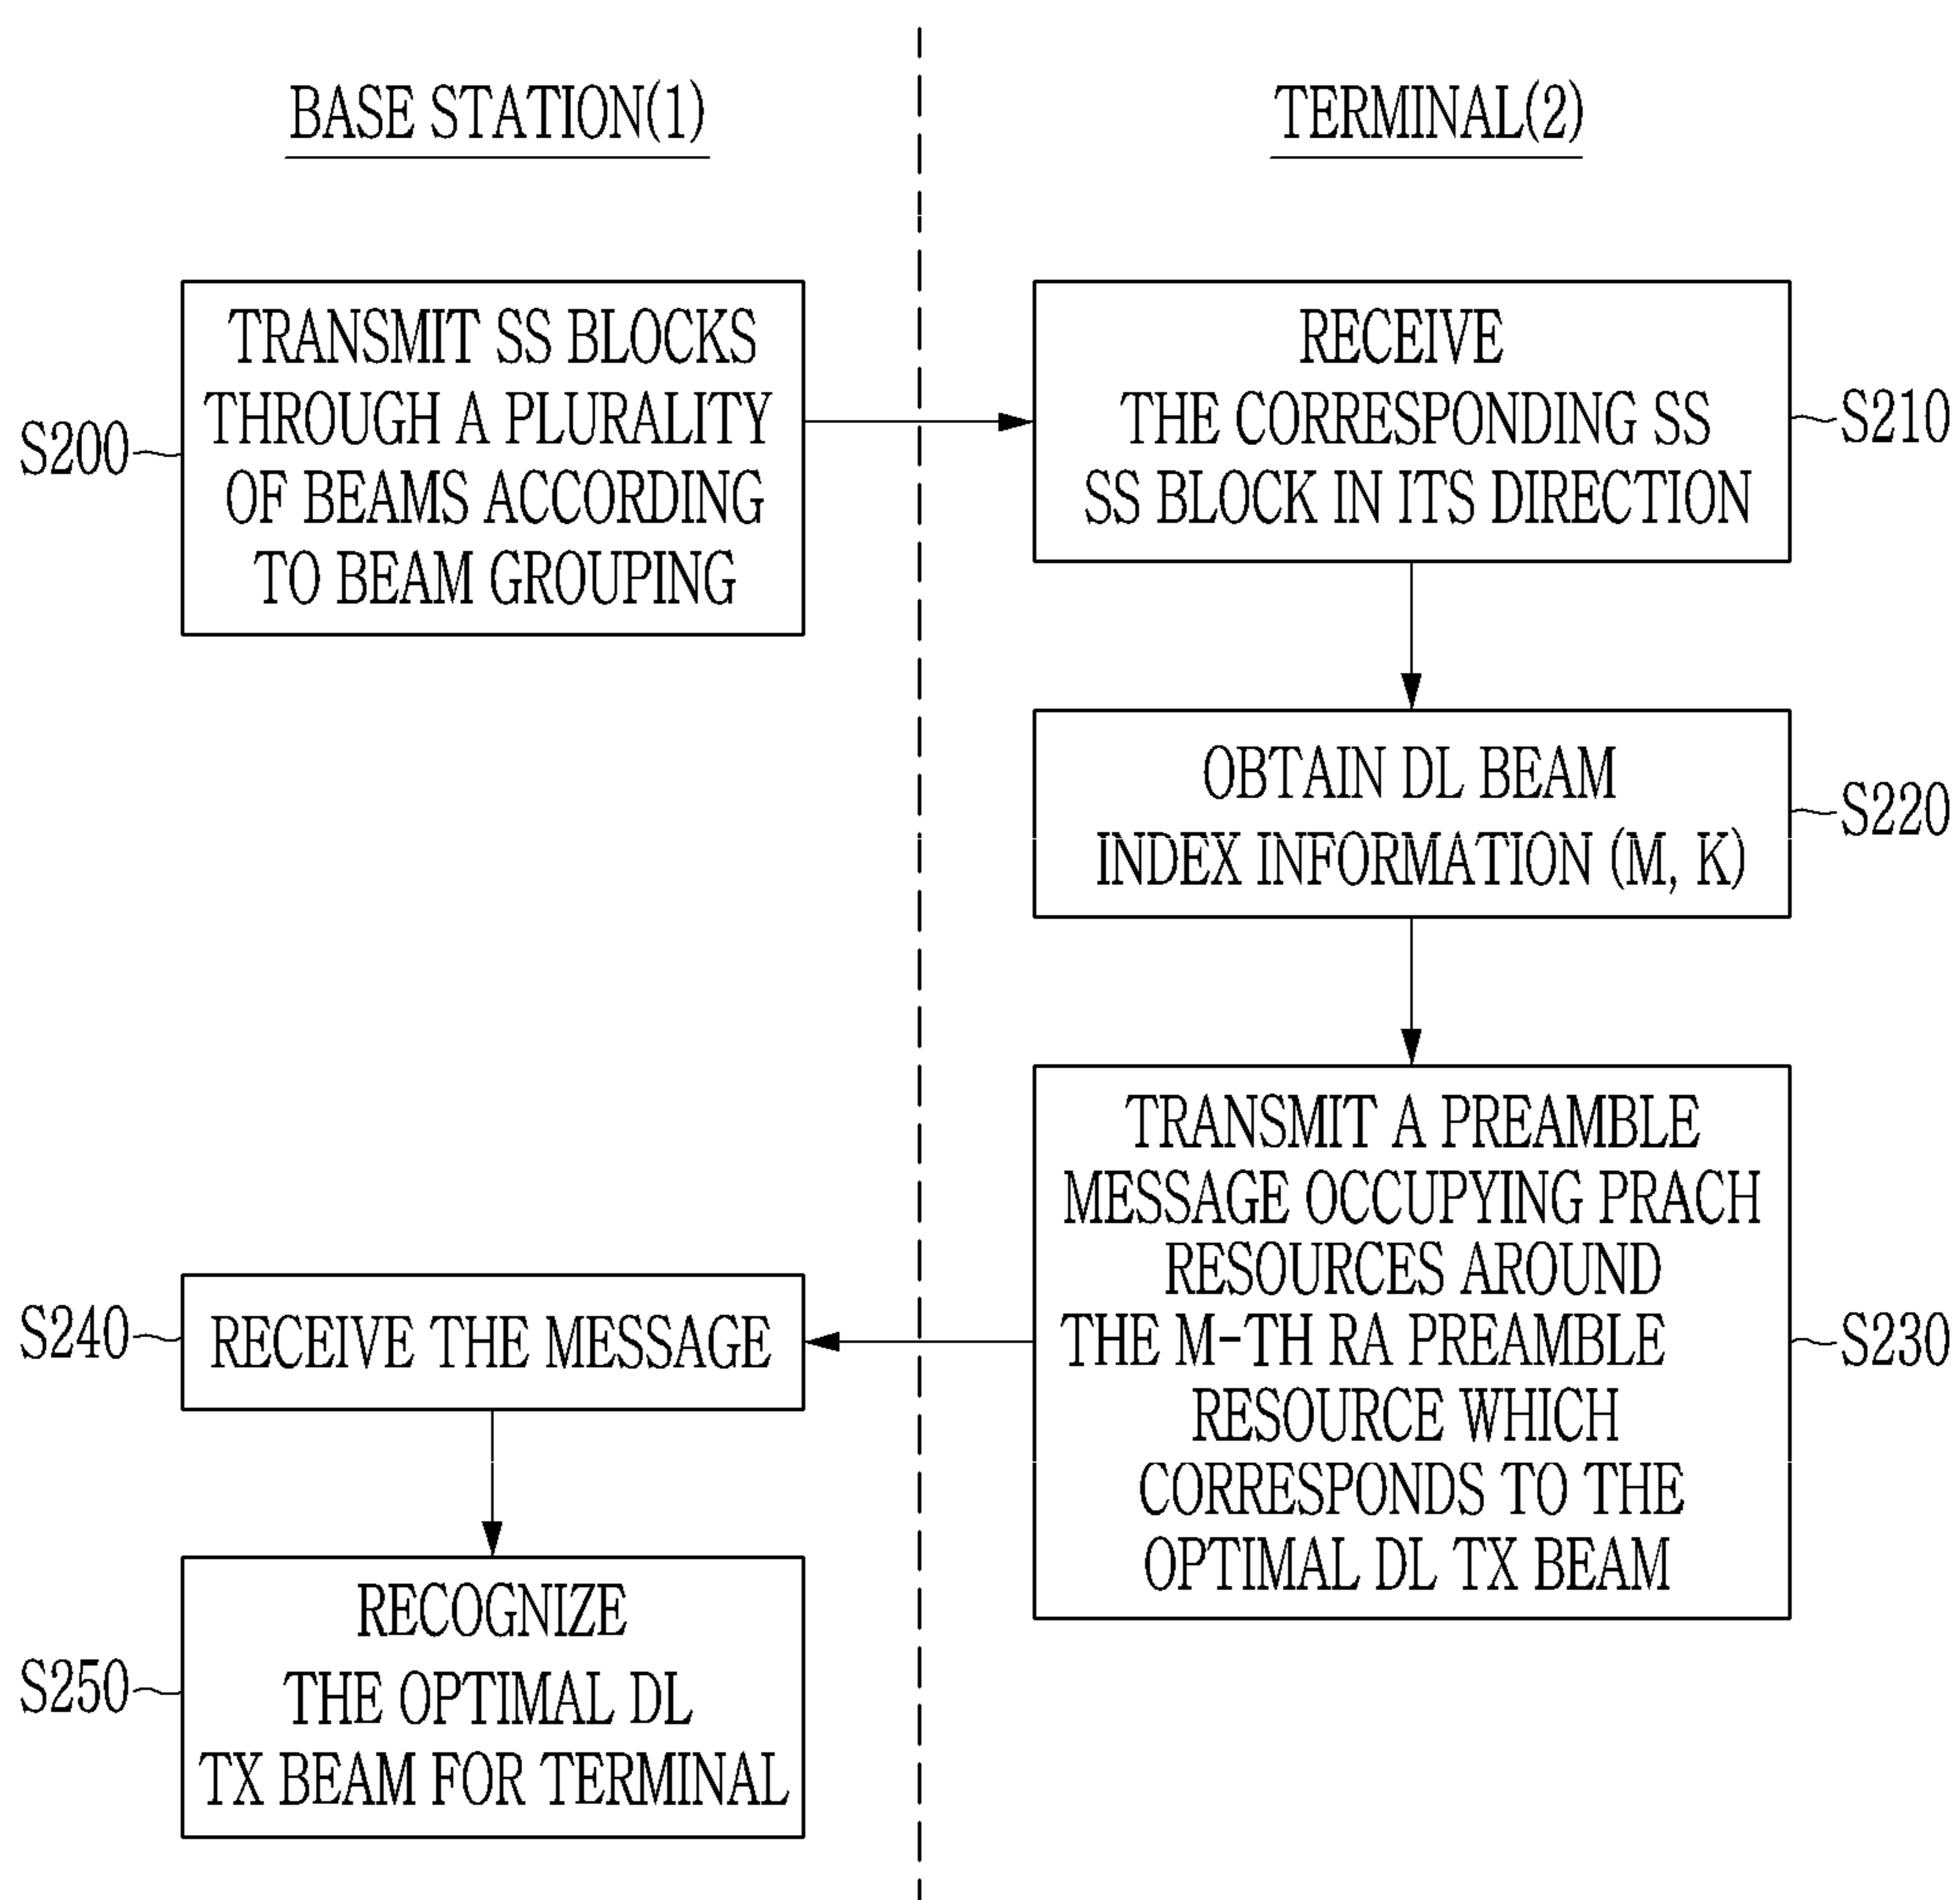 BASE STATION(1)
TERMINAL(2)
S200
TRANSMIT SS BLOCKS
THROUGH A PLURALITY
OF BEAMS ACCORDING
TO BEAM GROUPING
RECEIVE
THE CORRESPONDING SS
SS BLOCK IN ITS DIRECTION
S210
OBTAIN DL BEAM
INDEX INFORMATION (M, K)
S220
TRANSMIT A PREAMBLE
MESSAGE OCCUPYING PRACH
RESOURCES AROUND
THE M-TH RA PREAMBLE
RESOURCE WHICH
CORRESPONDS TO THE
OPTIMAL DL TX BEAM
S230
S240
RECEIVE THE MESSAGE
S250
RECOGNIZE
THE OPTIMAL DL
TX BEAM FOR TERMINAL